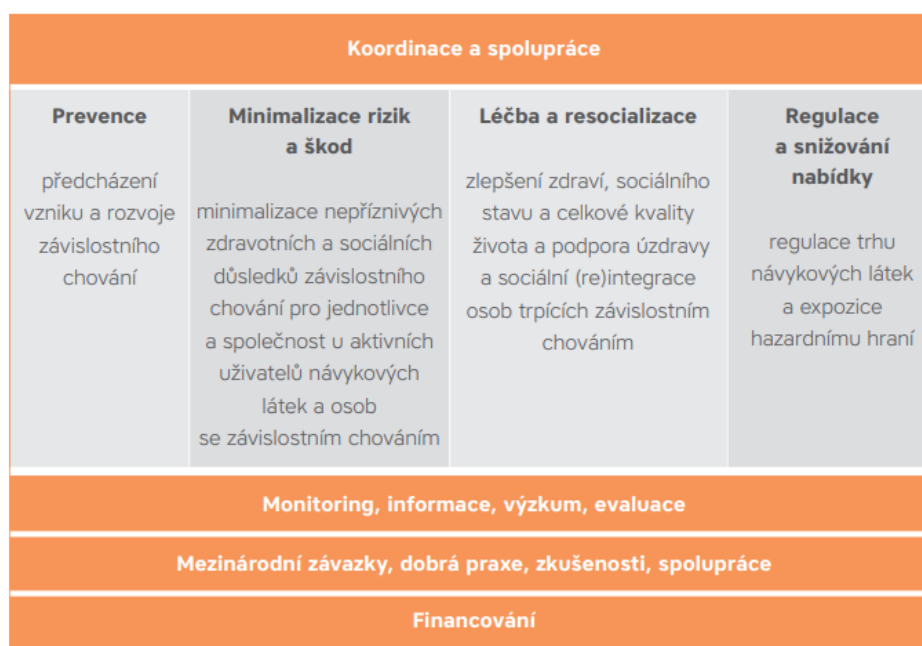 Koordinace a spolupráce
Prevence
předcházení
vzniku a rozvoje
závislostního
chování
Minimalizace rizik
a škod
minimalizace nepříznivých
zdravotních a sociálních
důsledků závislostního
chování pro jednotlivce
a společnost u aktivních
uživatelů návykových
látek a osob
se závislostním chováním
Léčba a resocializace
zlepšení zdraví, sociálního
stavu a celkové kvality
života a podpora úzdravy
a sociální (re)integrace
osob trpících závislostním
chováním
Regulace
a snižování
nabídky
regulace trhu
návykových látek
a expozice
hazardnímu hraní
Monitoring, informace, výzkum, evaluace
Mezinárodní závazky, dobrá praxe, zkušenosti, spolupráce
Financování